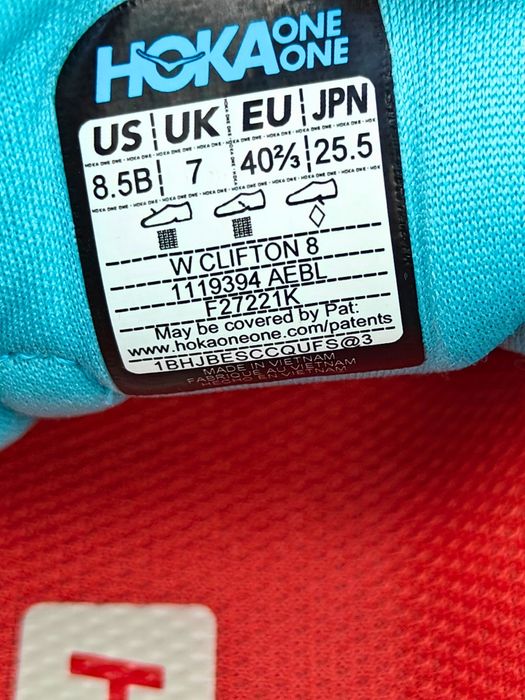 HOKA ONE ONE
US UK EU JPN
8.5B 7 40⅔ 25.5
W CLIFTON 8
1119394 AEBL
F27221K
May be covered by Pat:
www.hokaoneone.com/patents
1BHJBESCCQUFS@3
MADE IN VIETNAM
FABRIQUE AU VIETNAM
HECHO EN VIETNAM
H